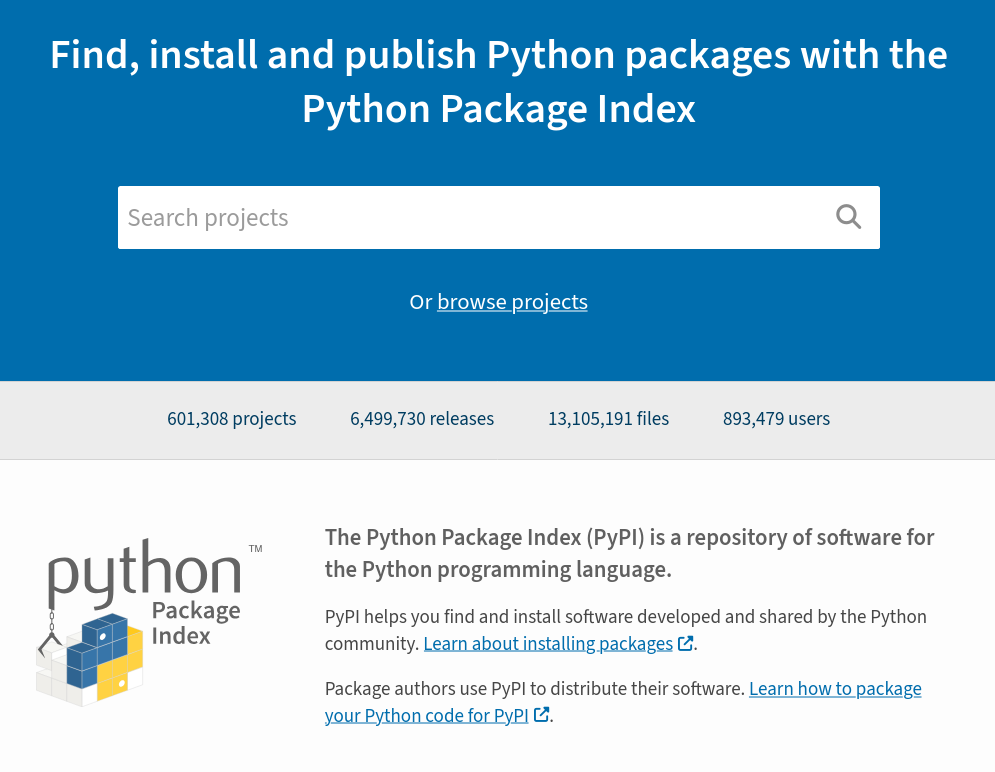 Find, install and publish Python packages with the
Python Package Index
Search projects
Or browse projects
601,308 projects 6,499,730 releases 13,105,191 files 893,479 users
python TM
Package
Index
The Python Package Index (PyPI) is a repository of software for
the Python programming language.
PyPI helps you find and install software developed and shared by the Python
community. Learn about installing packages.
Package authors use PyPI to distribute their software. Learn how to package
your Python code for PyPI.